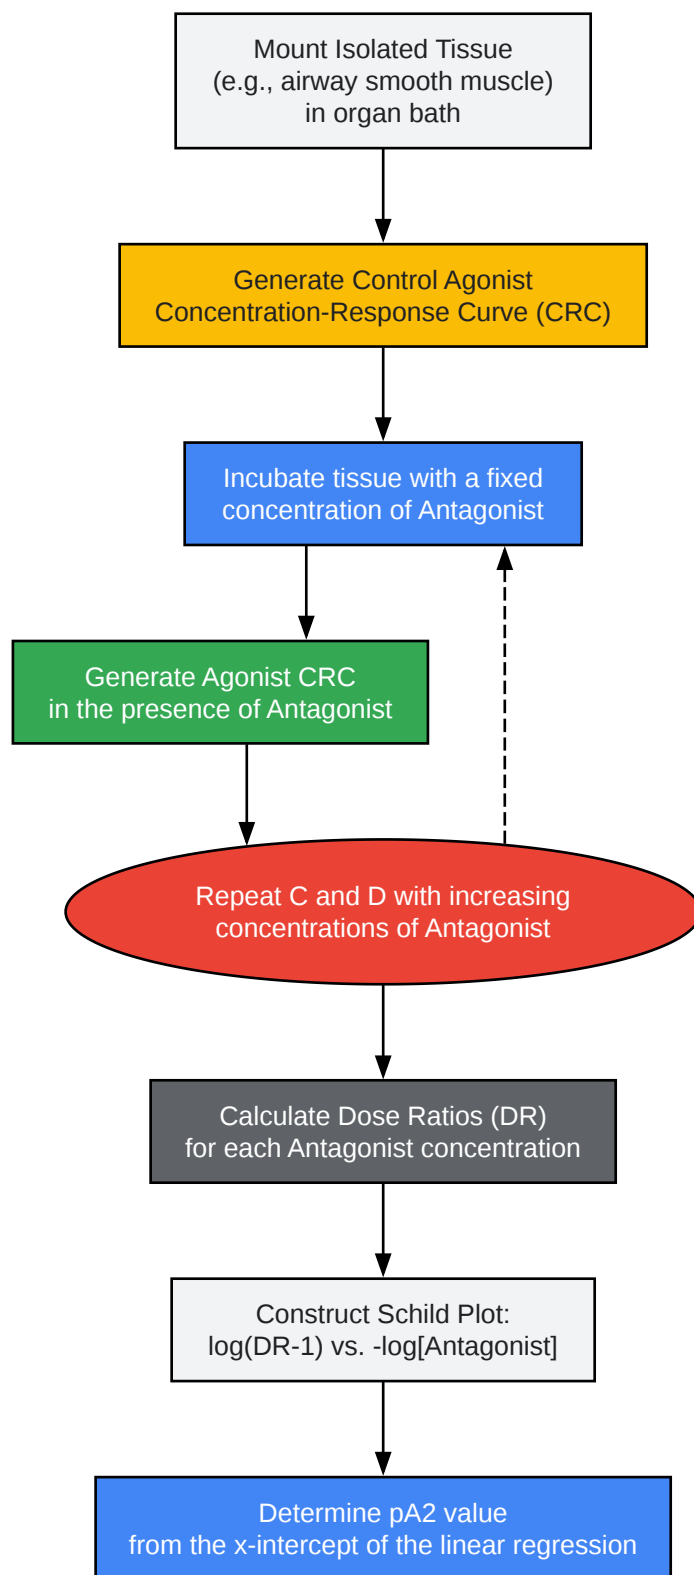 Mount Isolated Tissue
(e.g., airway smooth muscle)
in organ bath
Generate Control Agonist
Concentration-Response Curve (CRC)
Incubate tissue with a fixed
concentration of Antagonist
Generate Agonist CRC
in the presence of Antagonist
Repeat C and D with increasing
concentrations of Antagonist
Calculate Dose Ratios (DR)
for each Antagonist concentration
Construct Schild Plot:
log(DR-1) vs. -log[Antagonist]
Determine pA2 value
from the x-intercept of the linear regression